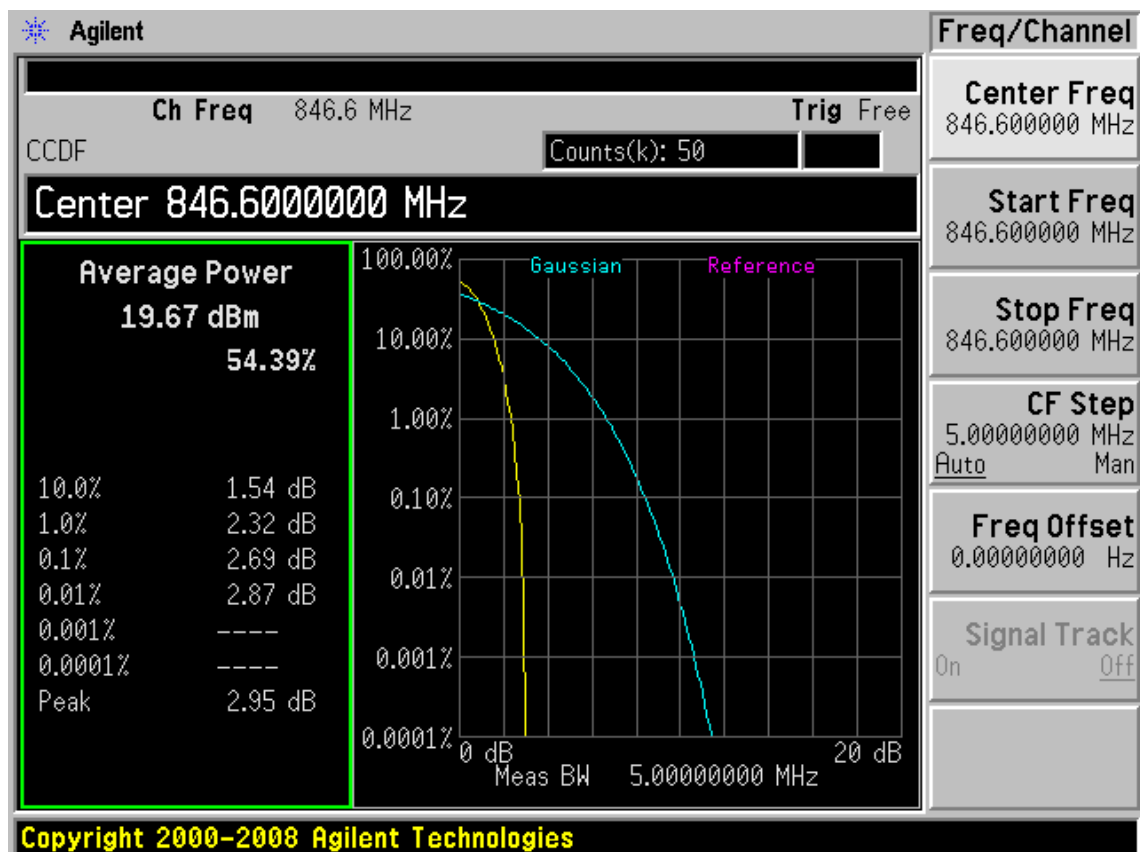 Agilent
Freq/Channel
Ch Freq 846.6 MHz Trig Free
CCDF Counts(k): 50
Center 846.6000000 MHz
Average Power
19.67 dBm
54.39%
10.0% 1.54 dB
1.0% 2.32 dB
0.1% 2.69 dB
0.01% 2.87 dB
0.001% ----
0.0001% ----
Peak 2.95 dB
Gaussian Reference
100.00%
10.00%
1.00%
0.10%
0.01%
0.001%
0.0001%
0 dB 20 dB
Meas BW 5.00000000 MHz
Center Freq
846.600000 MHz
Start Freq
846.600000 MHz
Stop Freq
846.600000 MHz
CF Step
5.00000000 MHz
Auto Man
Freq Offset
0.00000000 Hz
Signal Track
On Off
Copyright 2000-2008 Agilent Technologies